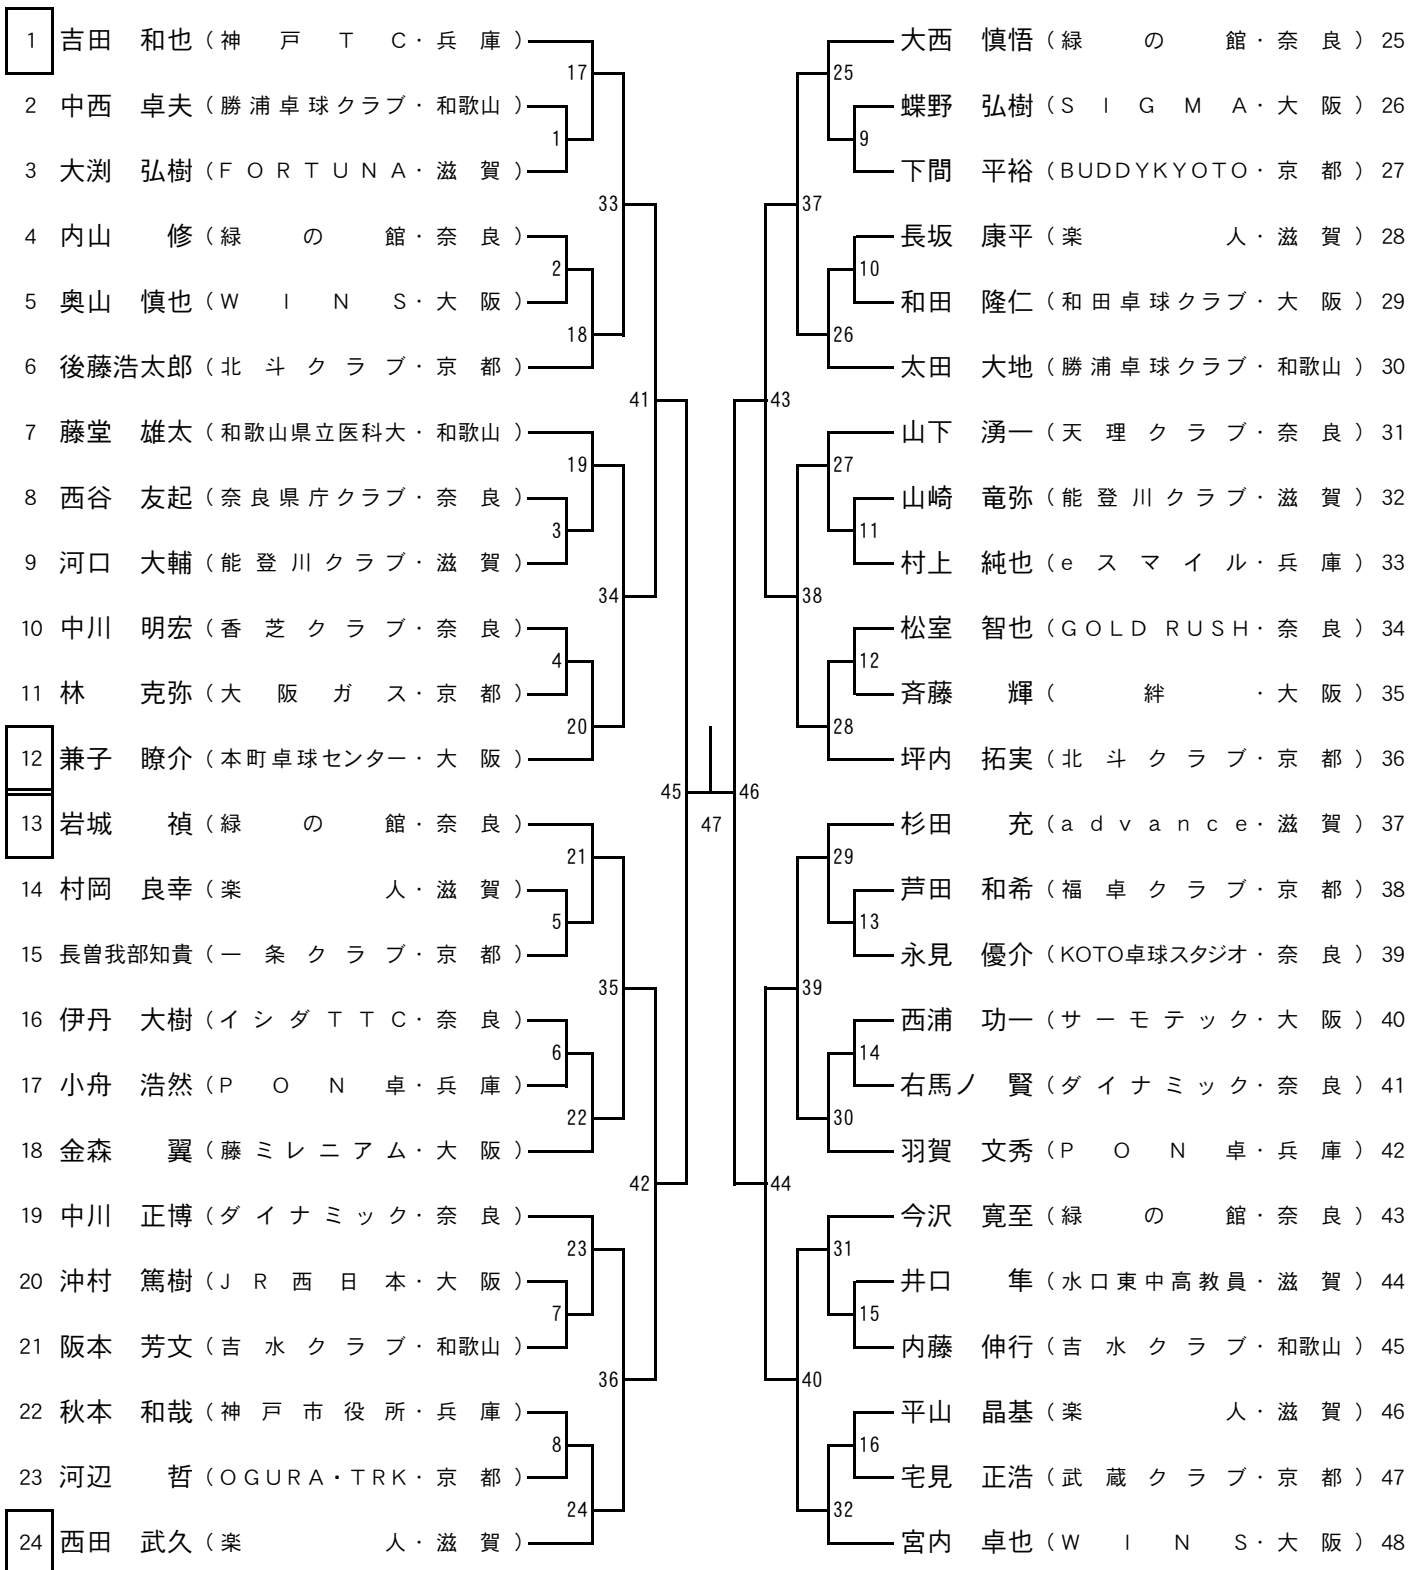 1 吉田 和也 (神戸TC・兵庫)
2 中西 卓夫 (勝浦卓球クラブ・和歌山)
3 大渕 弘樹 (FORTUNA・滋賀)
4 内山 修 (緑の館・奈良)
5 奥山 慎也 (WINS・大阪)
6 後藤浩太郎 (北斗クラブ・京都)
7 藤堂 雄太 (和歌山県立医科大・和歌山)
8 西谷 友起 (奈良県庁クラブ・奈良)
9 河口 大輔 (能登川クラブ・滋賀)
10 中川 明宏 (香芝クラブ・奈良)
11 林 克弥 (大阪ガス・京都)
12 兼子 瞭介 (本町卓球センター・大阪)
13 岩城 禎 (緑の館・奈良)
14 村岡 良幸 (楽人・滋賀)
15 長曽我部知貴 (一条クラブ・京都)
16 伊丹 大樹 (イシダTTC・奈良)
17 小舟 浩然 (PON卓・兵庫)
18 金森 翼 (藤ミレニアム・大阪)
19 中川 正博 (ダイナミック・奈良)
20 沖村 篤樹 (JR西日本・大阪)
21 阪本 芳文 (吉水クラブ・和歌山)
22 秋本 和哉 (神戸市役所・兵庫)
23 河辺 哲 (OGURA・TRK・京都)
24 西田 武久 (楽人・滋賀)
17
1
2
18
33
19
3
4
20
34
41
21
5
6
22
35
23
7
8
24
36
42
45
47
46
43
44
37
25
9
10
26
38
27
11
12
28
39
29
13
14
30
40
31
15
16
32
大西 慎悟 (緑の館・奈良) 25
蝶野 弘樹 (SIGMA・大阪) 26
下間 平裕 (BUDDYKYOTO・京都) 27
長坂 康平 (楽人・滋賀) 28
和田 隆仁 (和田卓球クラブ・大阪) 29
太田 大地 (勝浦卓球クラブ・和歌山) 30
山下 湧一 (天理クラブ・奈良) 31
山崎 竜弥 (能登川クラブ・滋賀) 32
村上 純也 (eスマイル・兵庫) 33
松室 智也 (GOLD RUSH・奈良) 34
斉藤 輝 (絆・大阪) 35
坪内 拓実 (北斗クラブ・京都) 36
杉田 充 (advance・滋賀) 37
芦田 和希 (福卓クラブ・京都) 38
永見 優介 (KOTO卓球スタジオ・奈良) 39
西浦 功一 (サーモテック・大阪) 40
右馬ノ 賢 (ダイナミック・奈良) 41
羽賀 文秀 (PON卓・兵庫) 42
今沢 寛至 (緑の館・奈良) 43
井口 隼 (水口東中高教員・滋賀) 44
内藤 伸行 (吉水クラブ・和歌山) 45
平山 晶基 (楽人・滋賀) 46
宅見 正浩 (武蔵クラブ・京都) 47
宮内 卓也 (WINS・大阪) 48